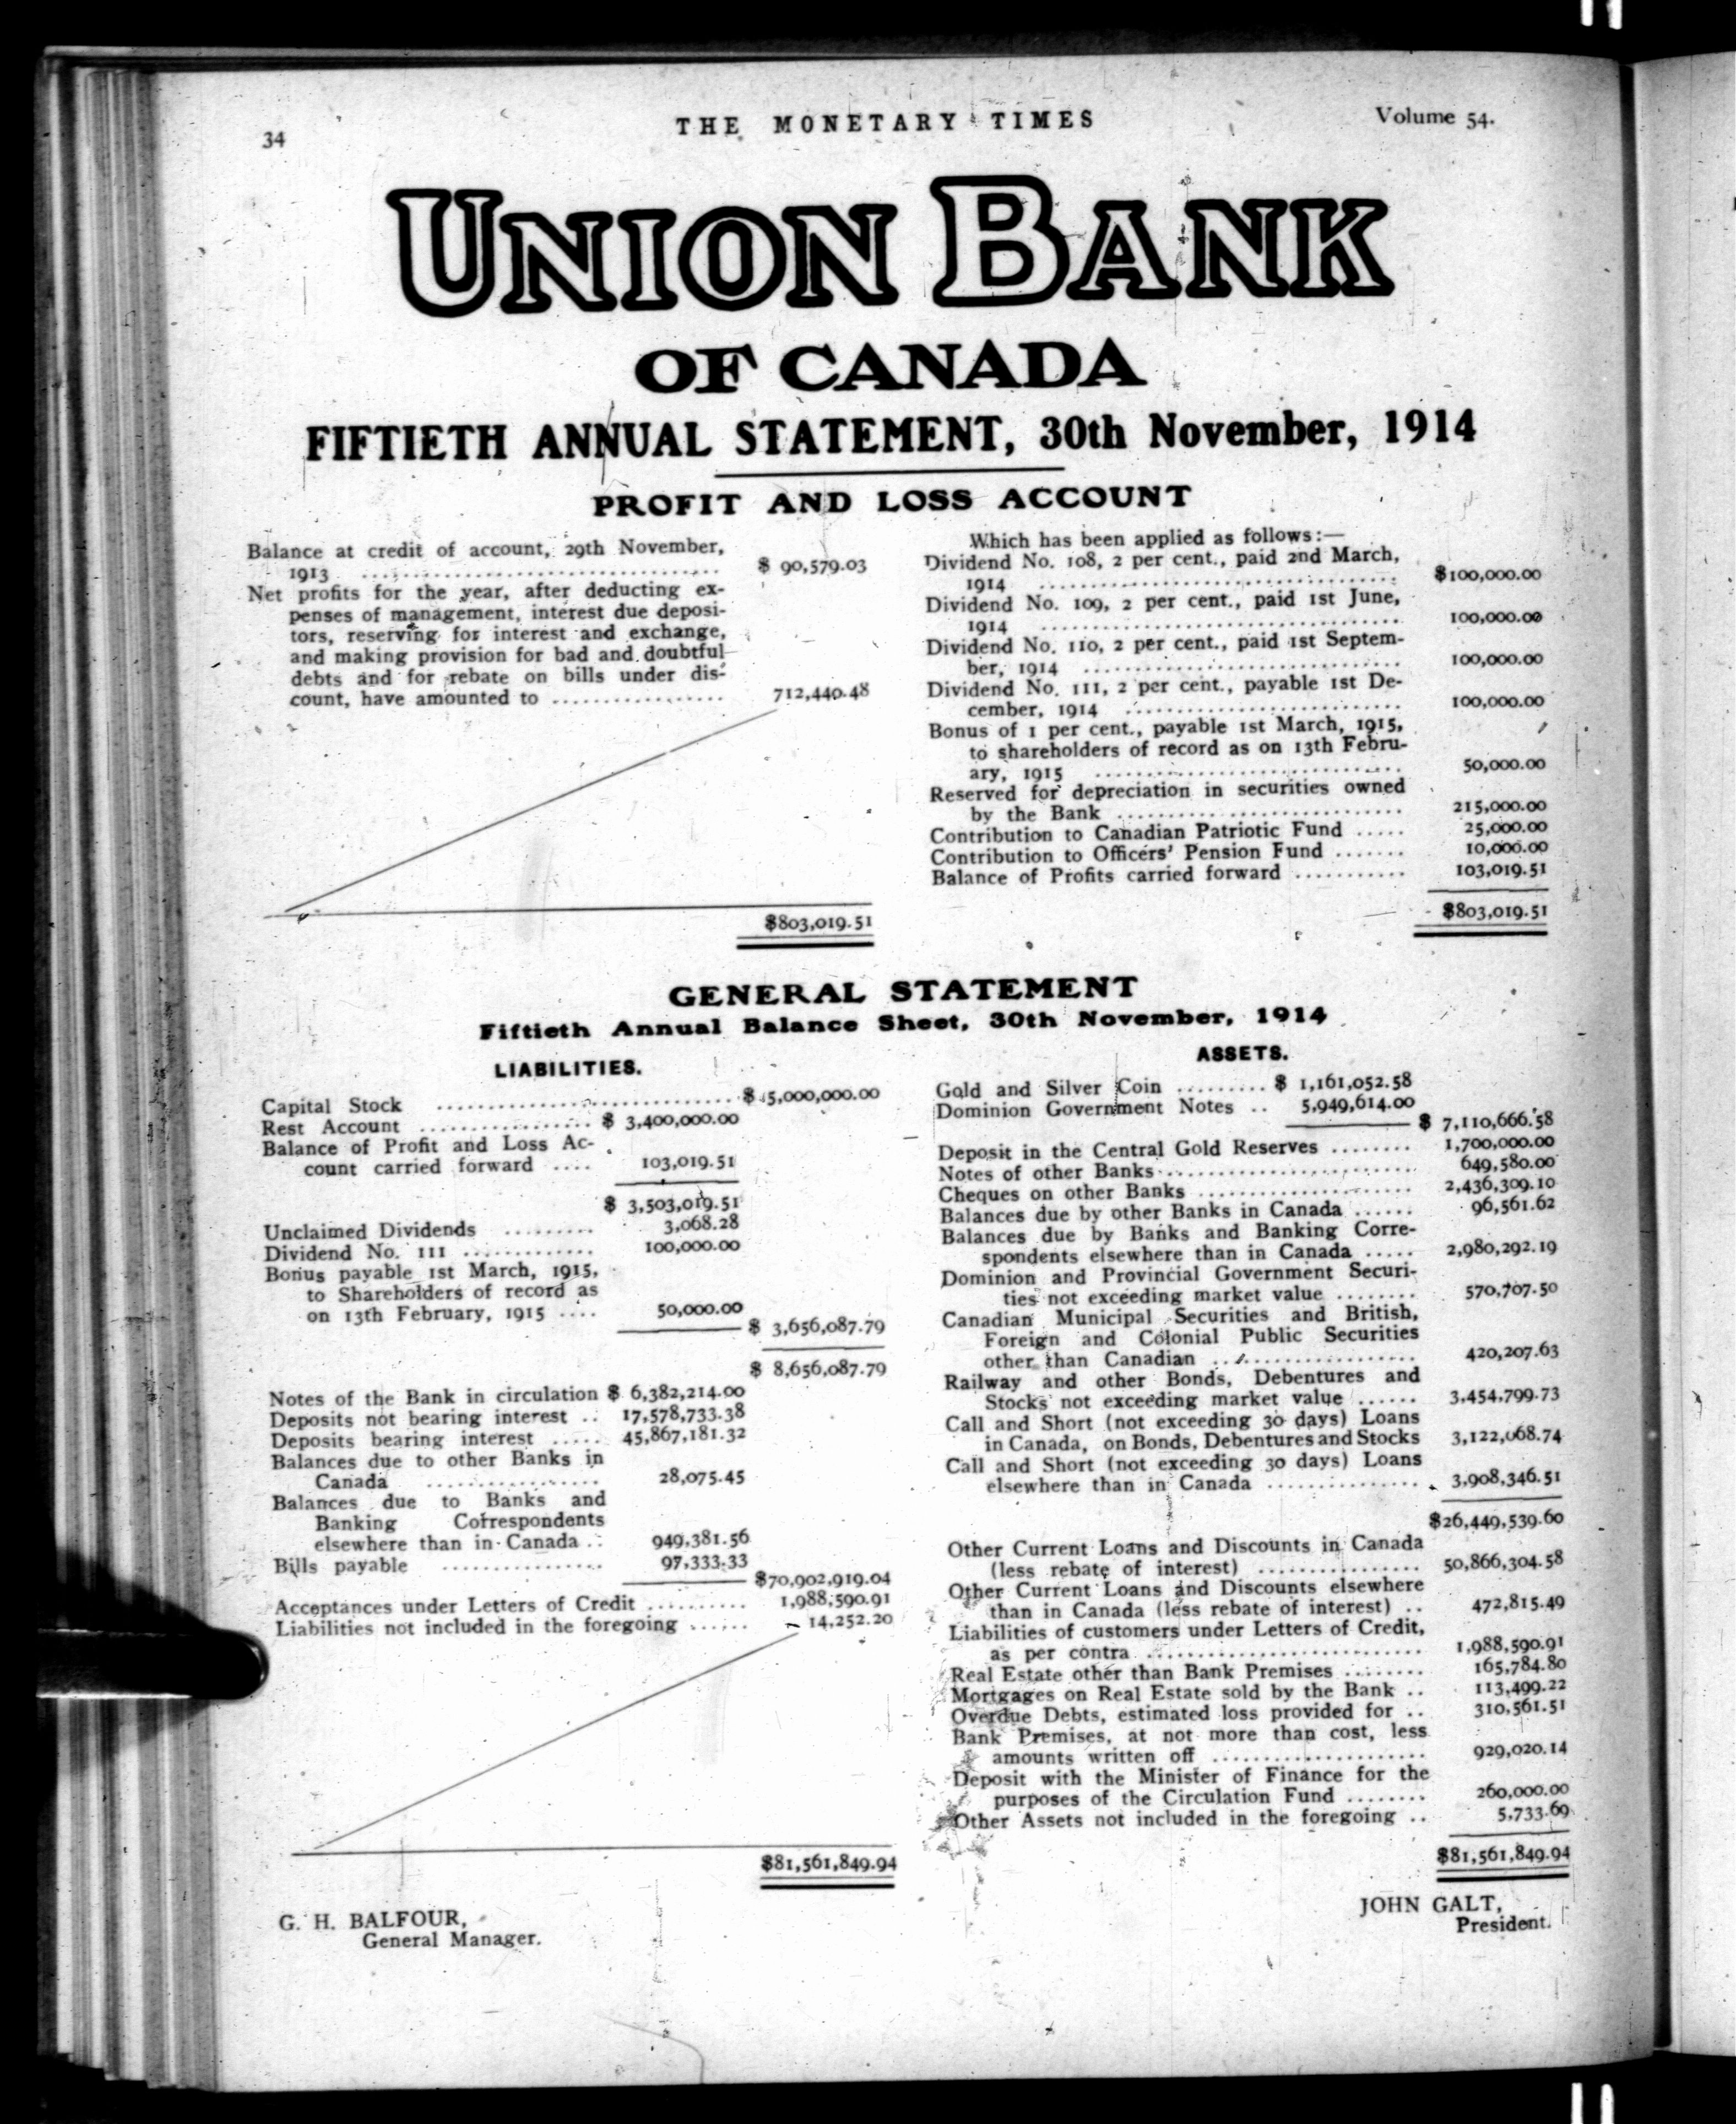 34
THE MONETARY TIMES
Volume 54.
UNION BANK
OF CANADA
FIFTIETH ANNUAL STATEMENT, 30th November, 1914
PROFIT AND LOSS ACCOUNT
Balance at credit of account, 29th November,
1913 ........ $ 90,579.03
Net profits for the year, after deducting ex-
penses of management, interest due deposi-
tors, reserving for interest and exchange,
and making provision for bad and doubtful
debts and for rebate on bills under dis-
count, have amounted to ........ 712,440.48
$803,019.51
Which has been applied as follows:—
Dividend No. 108, 2 per cent., paid 2nd March,
1914 ........ $100,000.00
Dividend No. 109, 2 per cent., paid 1st June,
1914 ........ 100,000.00
Dividend No. 110, 2 per cent., paid 1st Septem-
ber, 1914 ........ 100,000.00
Dividend No. 111, 2 per cent., payable 1st De-
cember, 1914 ........ 100,000.00
Bonus of 1 per cent., payable 1st March, 1915,
to shareholders of record as on 13th Febru-
ary, 1915 ........ 50,000.00
Reserved for depreciation in securities owned
by the Bank ........ 215,000.00
Contribution to Canadian Patriotic Fund ..... 25,000.00
Contribution to Officers' Pension Fund ....... 10,000.00
Balance of Profits carried forward ........... 103,019.51
$803,019.51
GENERAL STATEMENT
Fiftieth Annual Balance Sheet, 30th November, 1914
LIABILITIES.
Capital Stock ........ $ 5,000,000.00
Rest Account ........ $ 3,400,000.00
Balance of Profit and Loss Ac-
count carried forward .... 103,019.51
$ 3,503,019.51
Unclaimed Dividends ......... 3,068.28
Dividend No. 111 ............. 100,000.00
Bonus payable 1st March, 1915,
to Shareholders of record as
on 13th February, 1915 .... 50,000.00
$ 3,656,087.79
$ 8,656,087.79
Notes of the Bank in circulation $ 6,382,214.00
Deposits not bearing interest .. 17,578,733.38
Deposits bearing interest ..... 45,867,181.32
Balances due to other Banks in
Canada ........ 28,075.45
Balances due to Banks and
Banking Correspondents
elsewhere than in Canada .. 949,381.56
Bills payable ........ 97,333.33
$70,902,919.04
Acceptances under Letters of Credit .......... 1,988,590.91
Liabilities not included in the foregoing ...... 14,252.20
$81,561,849.94
G. H. BALFOUR,
General Manager.
ASSETS.
Gold and Silver Coin ......... $ 1,161,052.58
Dominion Government Notes .. 5,949,614.00
$ 7,110,666.58
Deposit in the Central Gold Reserves ........ 1,700,000.00
Notes of other Banks ........ 649,580.00
Cheques on other Banks ........ 2,436,309.10
Balances due by other Banks in Canada ...... 96,561.62
Balances due by Banks and Banking Corre-
spondents elsewhere than in Canada ..... 2,980,292.19
Dominion and Provincial Government Securi-
ties not exceeding market value ........ 570,707.50
Canadian Municipal Securities and British,
Foreign and Colonial Public Securities
other than Canadian ........ 420,207.63
Railway and other Bonds, Debentures and
Stocks not exceeding market value ...... 3,454,799.73
Call and Short (not exceeding 30 days) Loans
in Canada, on Bonds, Debentures and Stocks 3,122,068.74
Call and Short (not exceeding 30 days) Loans
elsewhere than in Canada ........ 3,908,346.51
$26,449,539.60
Other Current Loans and Discounts in Canada
(less rebate of interest) ........ 50,866,304.58
Other Current Loans and Discounts elsewhere
than in Canada (less rebate of interest) .. 472,815.49
Liabilities of customers under Letters of Credit,
as per contra ........ 1,988,590.91
Real Estate other than Bank Premises ........ 165,784.80
Mortgages on Real Estate sold by the Bank .. 113,499.22
Overdue Debts, estimated loss provided for .. 310,561.51
Bank Premises, at not more than cost, less
amounts written off ........ 929,020.14
Deposit with the Minister of Finance for the
purposes of the Circulation Fund ........ 260,000.00
Other Assets not included in the foregoing .. 5,733.69
$81,561,849.94
JOHN GALT,
President.